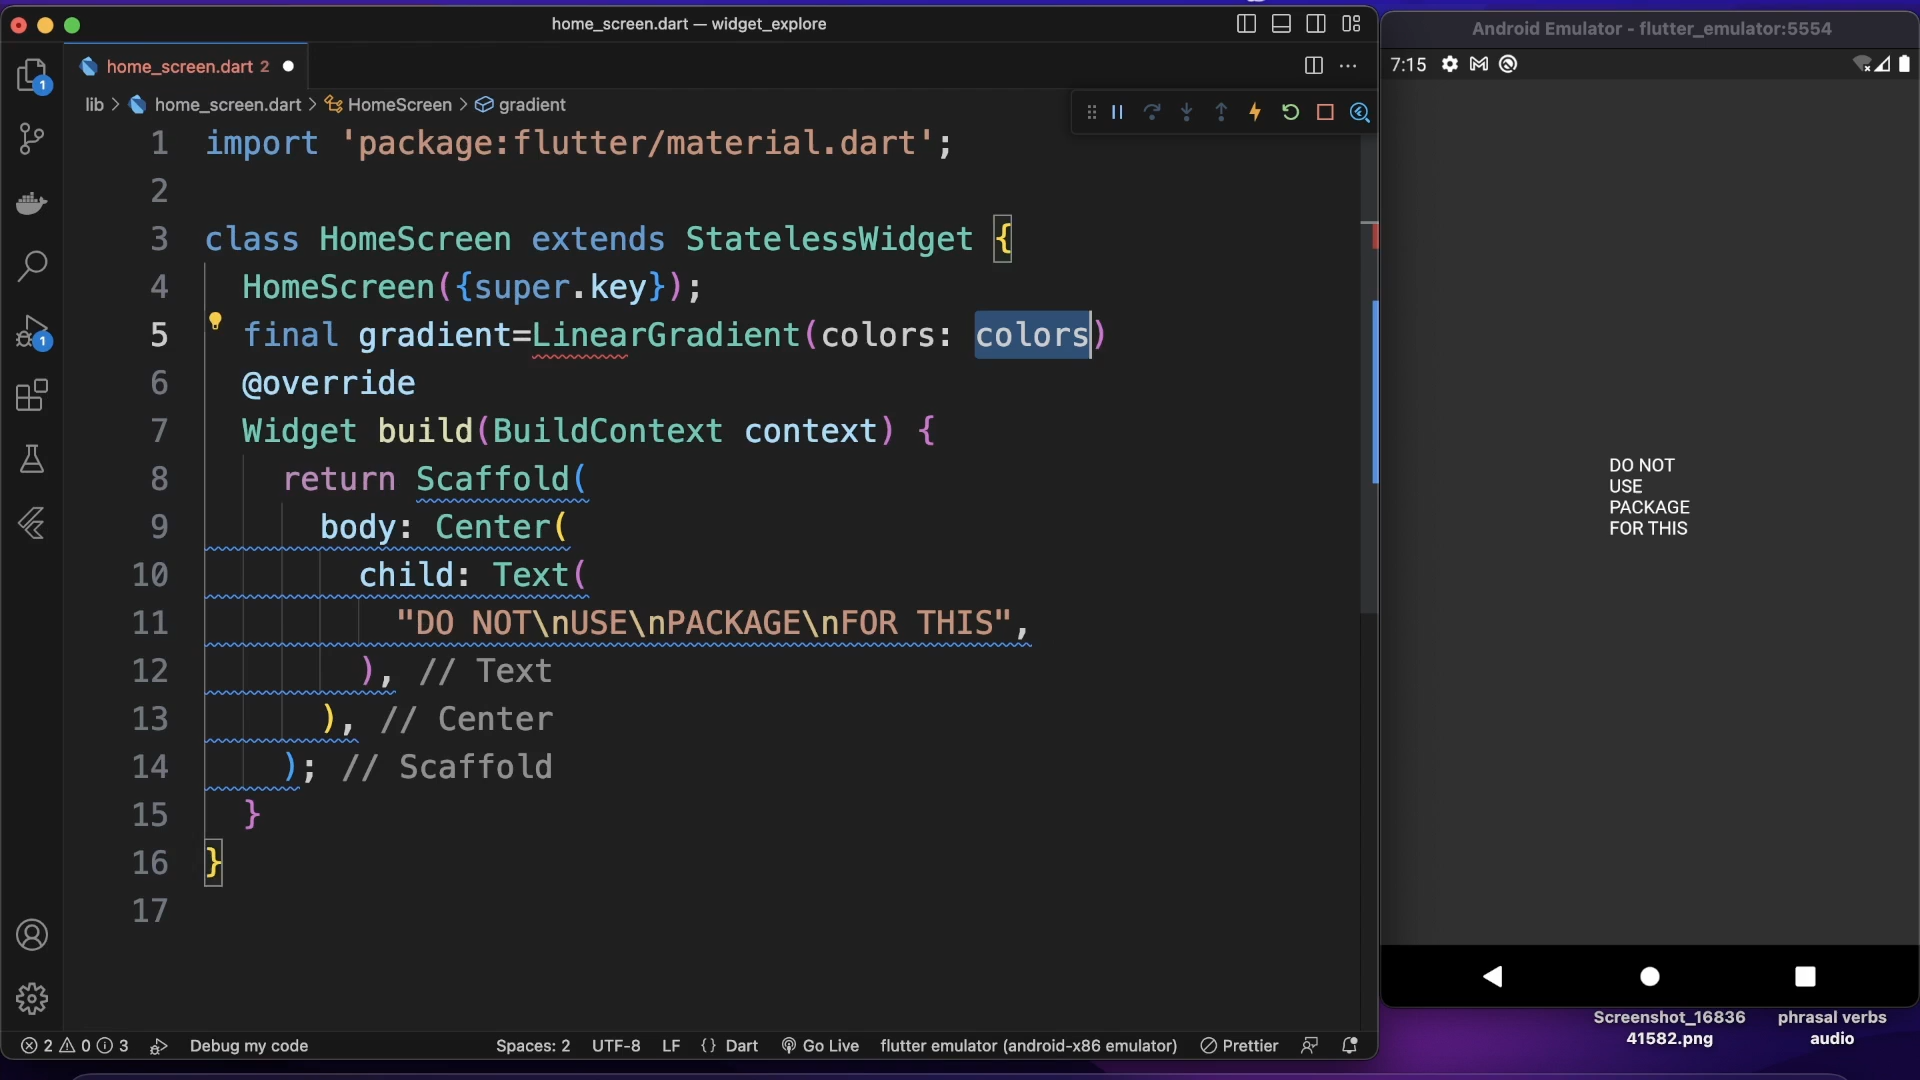 home_screen.dart — widget_explore
home_screen.dart 2
lib > home_screen.dart > HomeScreen > gradient
1 import 'package:flutter/material.dart';
2
3 class HomeScreen extends StatelessWidget {
4 HomeScreen({super.key});
5 final gradient=LinearGradient(colors: colors)
6 @override
7 Widget build(BuildContext context) {
8 return Scaffold(
9 body: Center(
10 child: Text(
11 "DO NOT\nUSE\nPACKAGE\nFOR THIS",
12 ), // Text
13 ), // Center
14 ); // Scaffold
15 }
16 }
17
1
1
2 0 3 Debug my code Spaces: 2 UTF-8 LF {} Dart Go Live flutter emulator (android-x86 emulator) Prettier
Android Emulator - flutter_emulator:5554
7:15
DO NOT
USE
PACKAGE
FOR THIS
Screenshot_16836
41582.png
phrasal verbs
audio